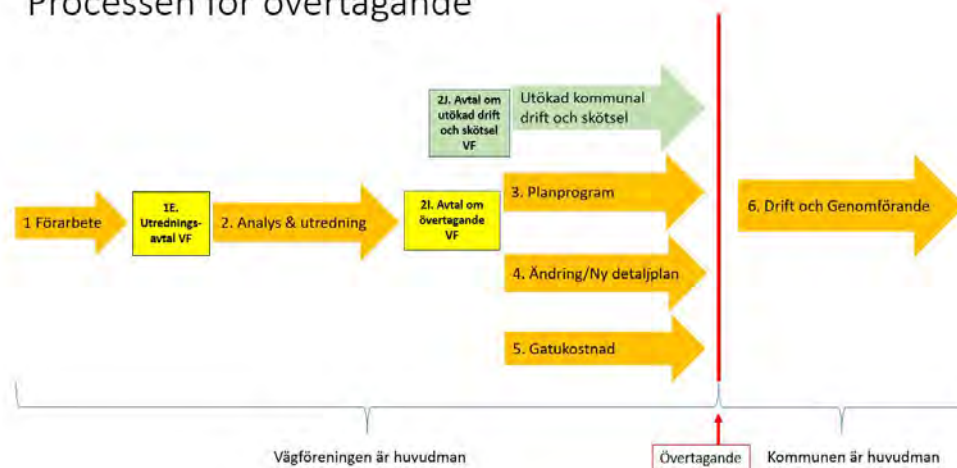 Processen för övertagande
2J. Avtal om
utökad drift
och skötsel
VF
Utökad kommunal
drift och skötsel
1 Förarbete
1E.
Utrednings-
avtal VF
2. Analys & utredning
2I. Avtal om
övertagande
VF
3. Planprogram
6. Drift och Genomförande
4. Ändring/Ny detaljplan
5. Gatukostnad
Vägföreningen är huvudman
Övertagande
Kommunen är huvudman